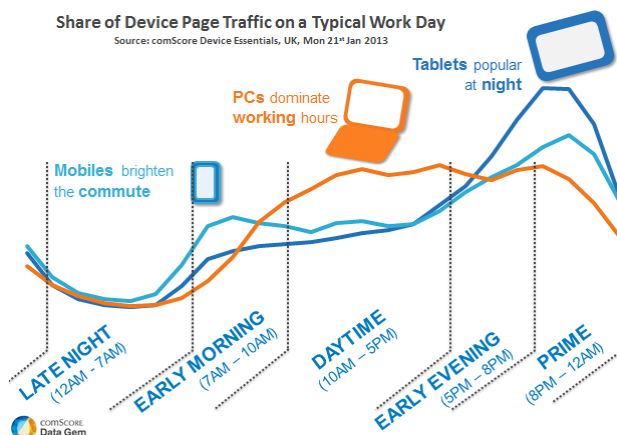 Share of Device Page Traffic on a Typical Work Day
Source: comScore Device Essentials, UK, Mon 21st Jan 2013
Tablets popular
at night
PCs dominate
working hours
Mobiles brighten
the commute
LATE NIGHT
(12AM - 7AM)
EARLY MORNING
(7AM – 10AM)
DAYTIME
(10AM – 5PM)
EARLY EVENING
(5PM – 8PM)
PRIME
(8PM – 12AM)
comSCORE
Data Gem